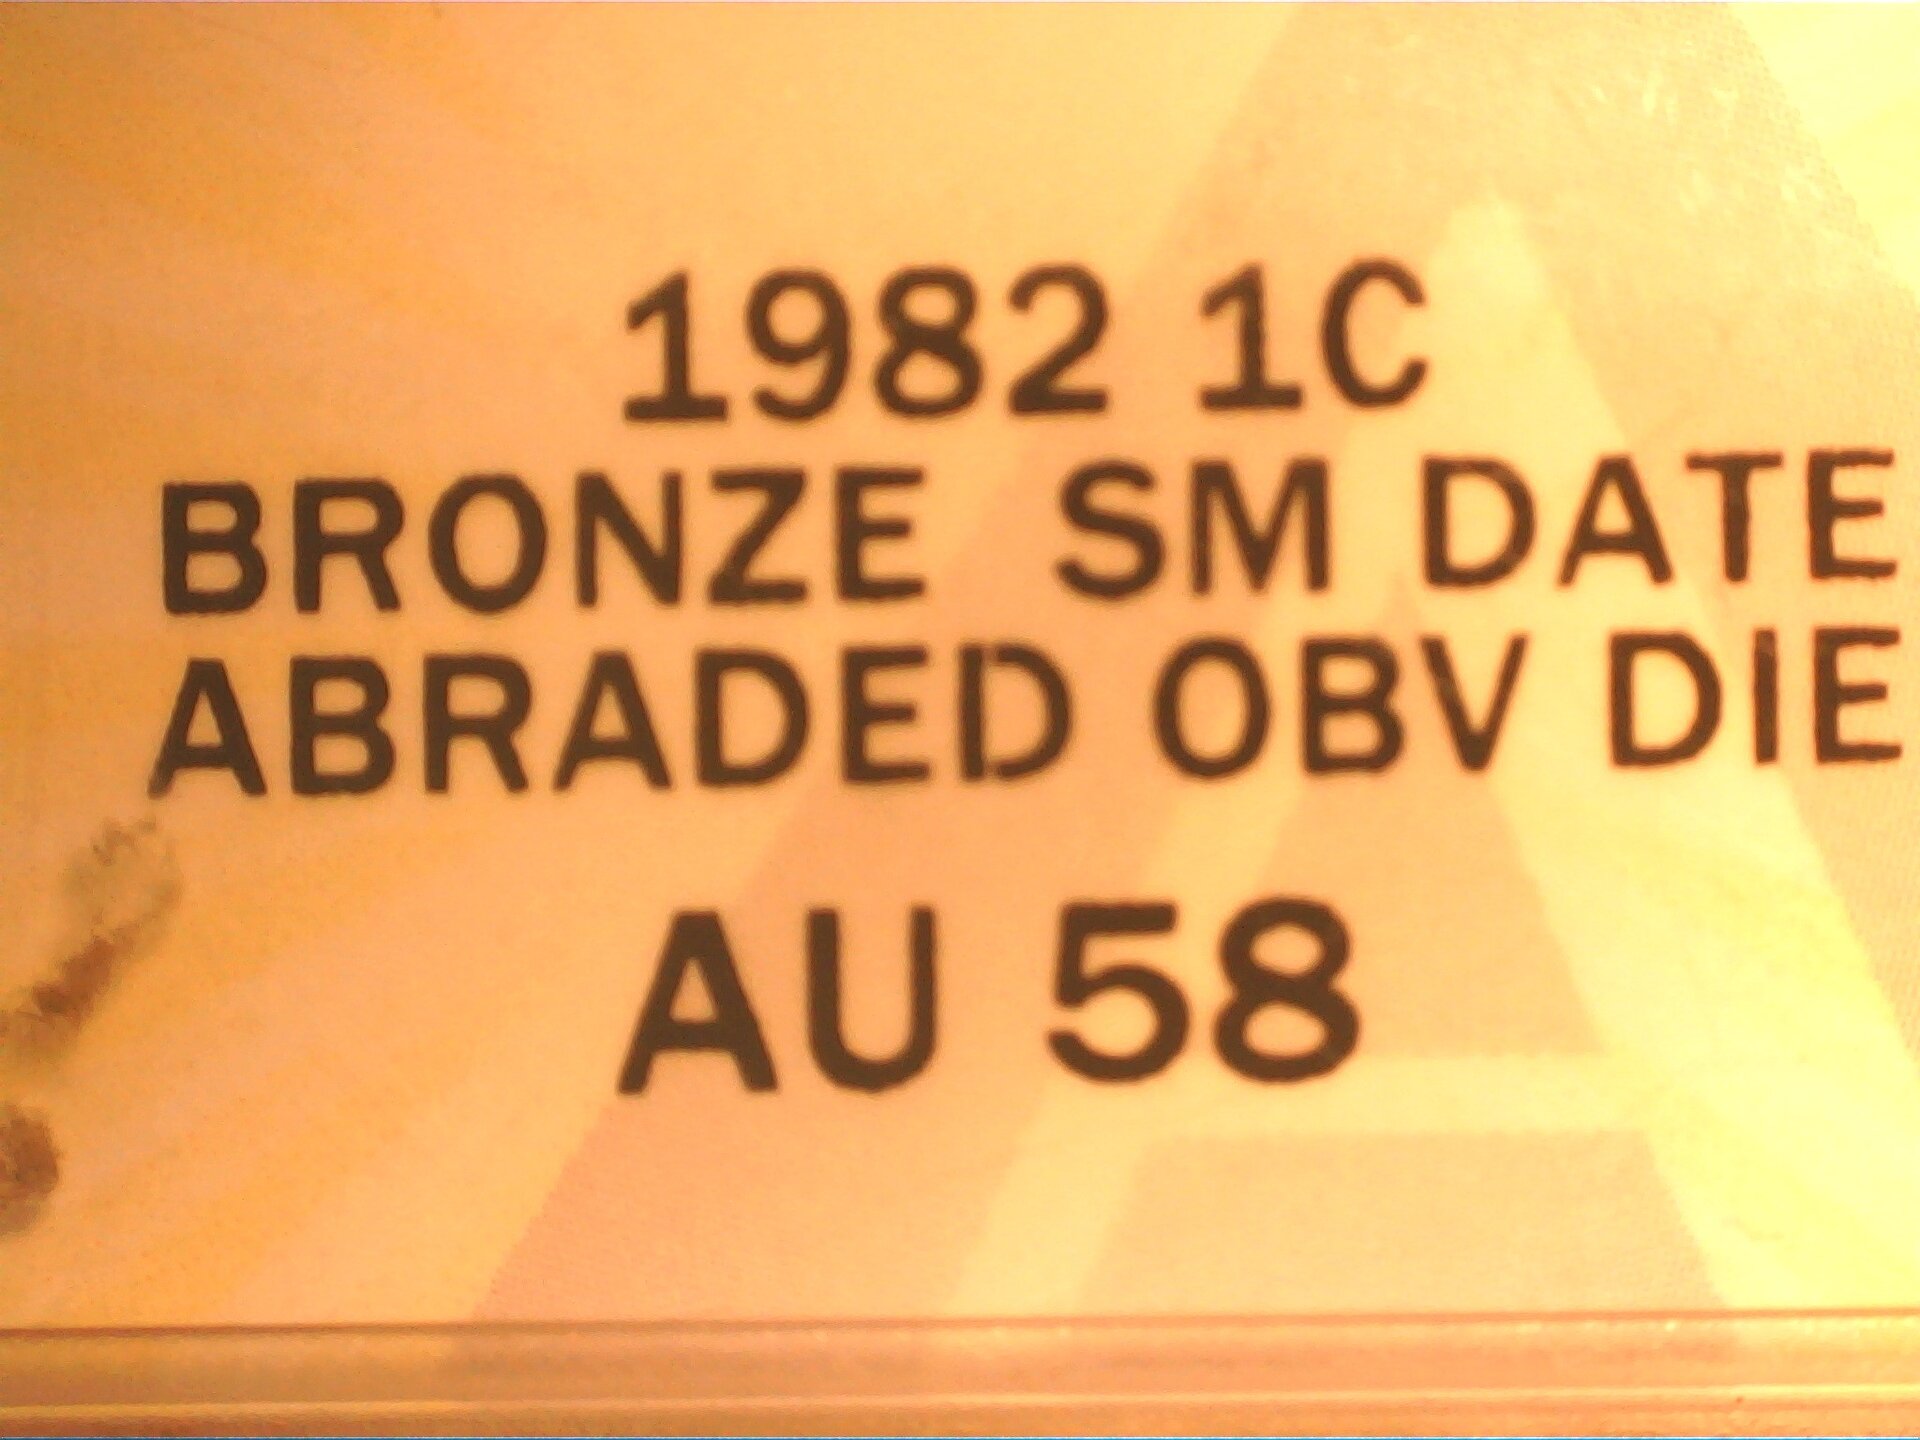 1982 1C
BRONZE SM DATE
ABRADED OBV DIE
AU 58